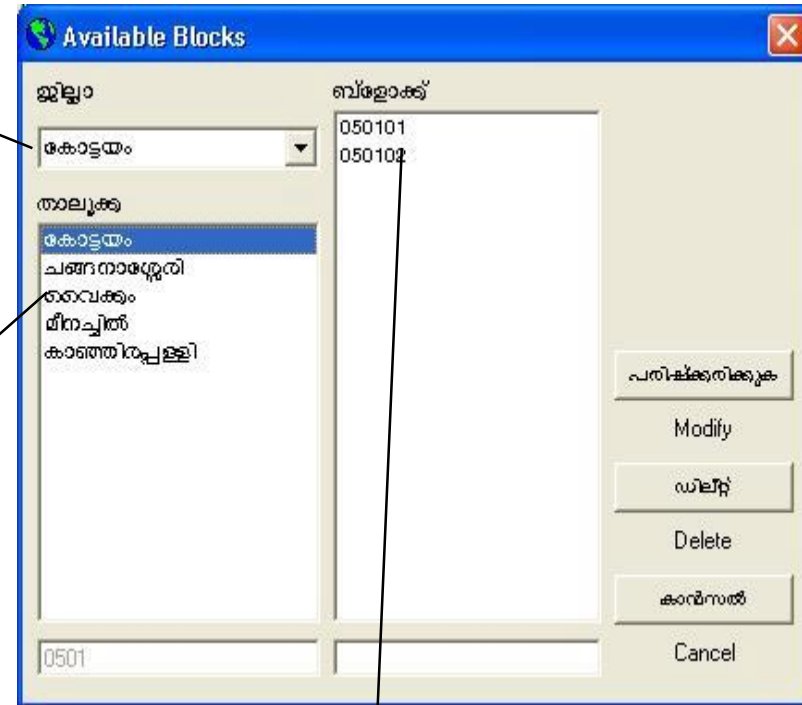 Available Blocks
ജില്ലാ
കോട്ടയം
താലൂക്ക
കോട്ടയം
ചങ്ങനാശ്ശേരി
വൈക്കം
മീനച്ചിൽ
കാഞ്ഞിരപ്പള്ളി
0501
ബ്ളോക്ക്
050101
050102
പരിഷ്ക്കരിക്കുക
Modify
ഡിലീറ്റ്
Delete
കാൻസൽ
Cancel